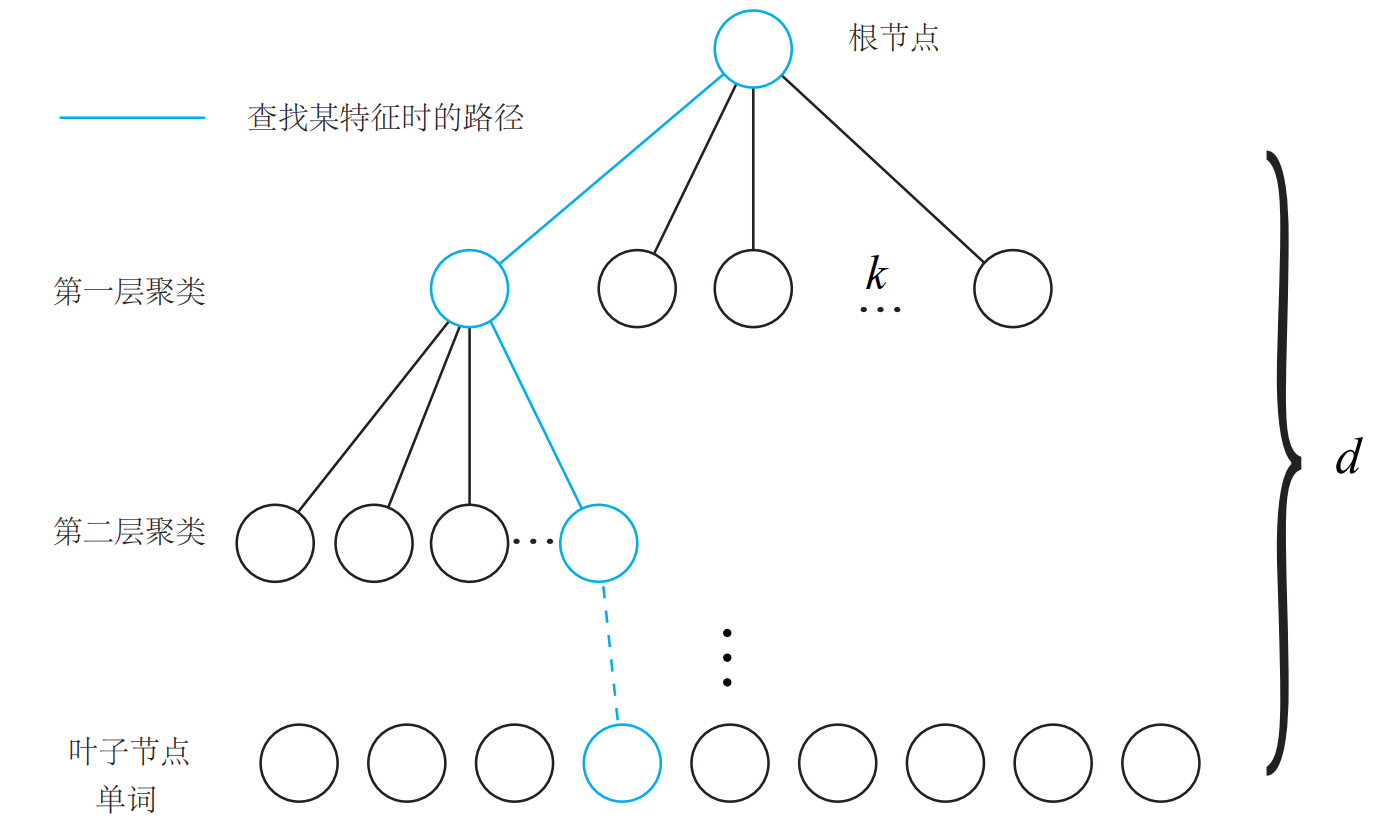 根节点
查找某特征时的路径
第一层聚类
k
...
d
第二层聚类
...
叶子节点
单词